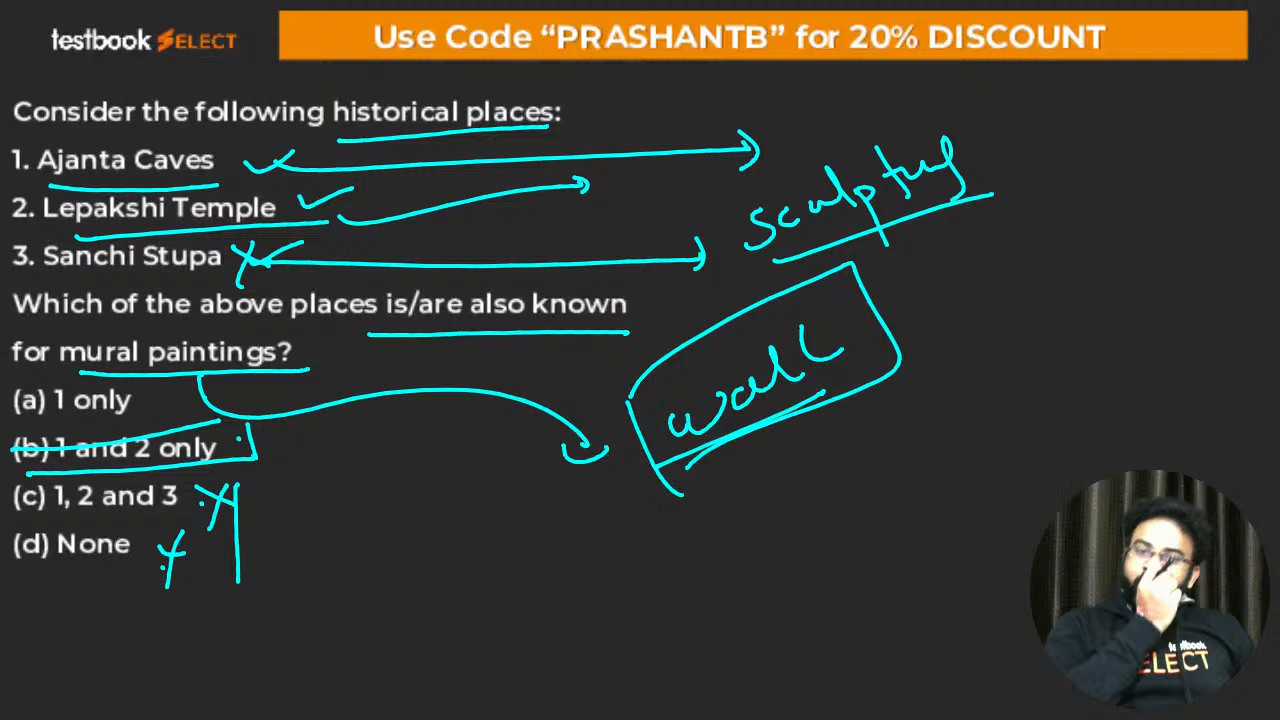 testbook SELECT
Use Code “PRASHANTB” for 20% DISCOUNT
Consider the following historical places:
1. Ajanta Caves
2. Lepakshi Temple
3. Sanchi Stupa
Which of the above places is/are also known
for mural paintings?
(a) 1 only
(b) 1 and 2 only
(c) 1, 2 and 3
(d) None
wall
testbook
ELECT